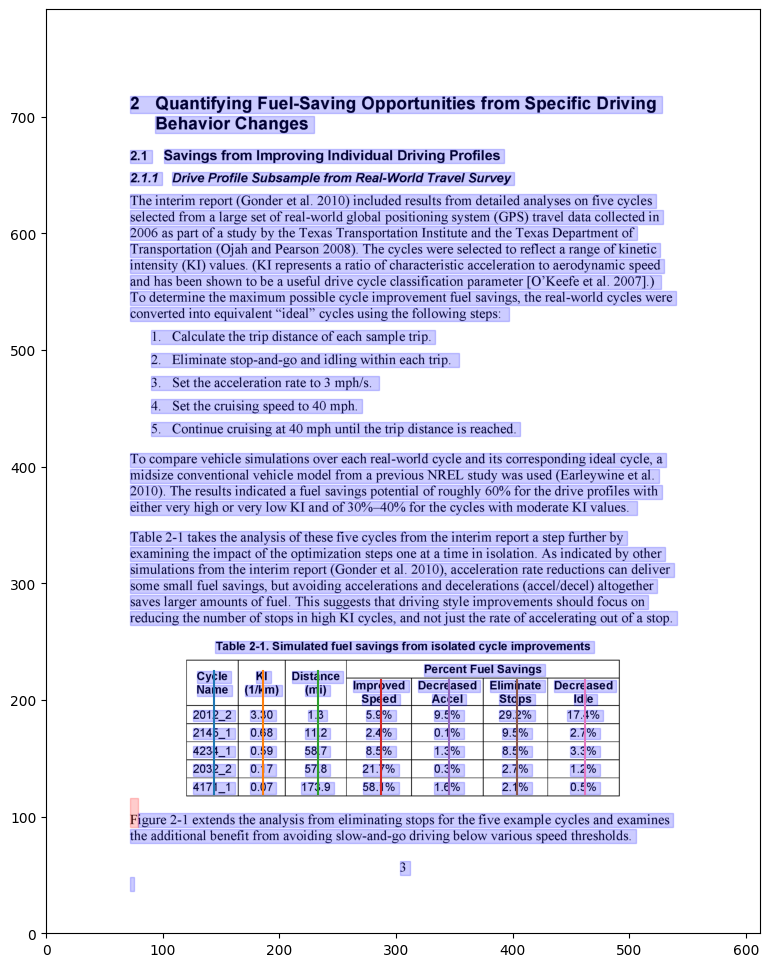 700
600
500
400
300
200
100
0
2 Quantifying Fuel-Saving Opportunities from Specific Driving
Behavior Changes
2.1 Savings from Improving Individual Driving Profiles
2.1.1 Drive Profile Subsample from Real-World Travel Survey
The interim report (Gonder et al. 2010) included results from detailed analyses on five cycles
selected from a large set of real-world global positioning system (GPS) travel data collected in
2006 as part of a study by the Texas Transportation Institute and the Texas Department of
Transportation (Ojah and Pearson 2008). The cycles were selected to reflect a range of kinetic
intensity (KI) values. (KI represents a ratio of characteristic acceleration to aerodynamic speed
and has been shown to be a useful drive cycle classification parameter [O’Keefe et al. 2007].)
To determine the maximum possible cycle improvement fuel savings, the real-world cycles were
converted into equivalent “ideal” cycles using the following steps:
1. Calculate the trip distance of each sample trip.
2. Eliminate stop-and-go and idling within each trip.
3. Set the acceleration rate to 3 mph/s.
4. Set the cruising speed to 40 mph.
5. Continue cruising at 40 mph until the trip distance is reached.
To compare vehicle simulations over each real-world cycle and its corresponding ideal cycle, a
midsize conventional vehicle model from a previous NREL study was used (Earleywine et al.
2010). The results indicated a fuel savings potential of roughly 60% for the drive profiles with
either very high or very low KI and of 30%–40% for the cycles with moderate KI values.
Table 2-1 takes the analysis of these five cycles from the interim report a step further by
examining the impact of the optimization steps one at a time in isolation. As indicated by other
simulations from the interim report (Gonder et al. 2010), acceleration rate reductions can deliver
some small fuel savings, but avoiding accelerations and decelerations (accel/decel) altogether
saves larger amounts of fuel. This suggests that driving style improvements should focus on
reducing the number of stops in high KI cycles, and not just the rate of accelerating out of a stop.
Table 2-1. Simulated fuel savings from isolated cycle improvements
Percent Fuel Savings
Cycle Name KI (1/km) Distance (mi) Improved Speed Decreased Accel Eliminate Stops Decreased Idle
2012_2 3.30 1.3 5.9% 9.5% 29.2% 17.4%
2145_1 0.68 11.2 2.4% 0.1% 9.5% 2.7%
4234_1 0.59 58.7 8.5% 1.3% 8.5% 3.3%
2032_2 0.17 57.8 21.7% 0.3% 2.7% 1.2%
4171_1 0.07 173.9 58.1% 1.6% 2.1% 0.5%
Figure 2-1 extends the analysis from eliminating stops for the five example cycles and examines
the additional benefit from avoiding slow-and-go driving below various speed thresholds.
3
0 100 200 300 400 500 600